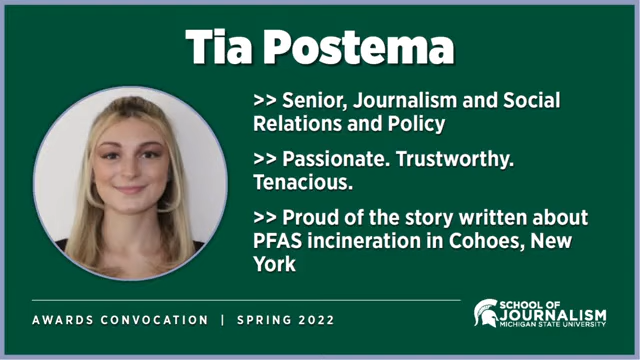 Tia Postema
>> Senior, Journalism and Social
Relations and Policy
>> Passionate. Trustworthy.
Tenacious.
>> Proud of the story written about
PFAS incineration in Cohoes, New
York
AWARDS CONVOCATION | SPRING 2022
SCHOOL OF
JOURNALISM
MICHIGAN STATE UNIVERSITY